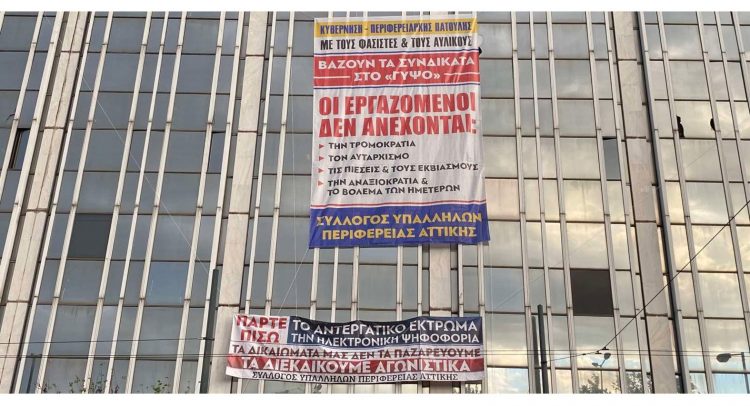 ΚΥΒΕΡΝΗΣΗ - ΠΕΡΙΦΕΡΕΙΑΡΧΗΣ ΠΑΤΟΥΛΗΣ
ΜΕ ΤΟΥΣ ΦΑΣΙΣΤΕΣ & ΤΟΥΣ ΑΥΛΙΚΟΥΣ
ΒΑΖΟΥΝ ΤΑ ΣΥΝΔΙΚΑΤΑ
ΣΤΟ «ΓΥΨΟ»
ΟΙ ΕΡΓΑΖΟΜΕΝΟΙ
ΔΕΝ ΑΝΕΧΟΝΤΑΙ:
ΤΗΝ ΤΡΟΜΟΚΡΑΤΙΑ
ΤΟΝ ΑΥΤΑΡΧΙΣΜΟ
ΤΙΣ ΠΙΕΣΕΙΣ & ΤΟΥΣ ΕΚΒΙΑΣΜΟΥΣ
ΤΗΝ ΑΝΑΞΙΟΚΡΑΤΙΑ &
ΤΟ ΒΟΛΕΜΑ ΤΩΝ ΗΜΕΤΕΡΩΝ
ΣΥΛΛΟΓΟΣ ΥΠΑΛΛΗΛΩΝ
ΠΕΡΙΦΕΡΕΙΑΣ ΑΤΤΙΚΗΣ
ΠΑΡΤΕ
ΠΙΣΩ
ΤΟ ΑΝΤΕΡΓΑΤΙΚΟ ΕΚΤΡΩΜΑ
ΤΗΝ ΗΛΕΚΤΡΟΝΙΚΗ ΨΗΦΟΦΟΡΙΑ
ΤΑ ΔΙΚΑΙΩΜΑΤΑ ΜΑΣ ΔΕΝ ΤΑ ΠΑΖΑΡΕΥΟΥΜΕ
ΤΑ ΔΙΕΚΔΙΚΟΥΜΕ ΑΓΩΝΙΣΤΙΚΑ
ΣΥΛΛΟΓΟΣ ΥΠΑΛΛΗΛΩΝ ΠΕΡΙΦΕΡΕΙΑΣ ΑΤΤΙΚΗΣ